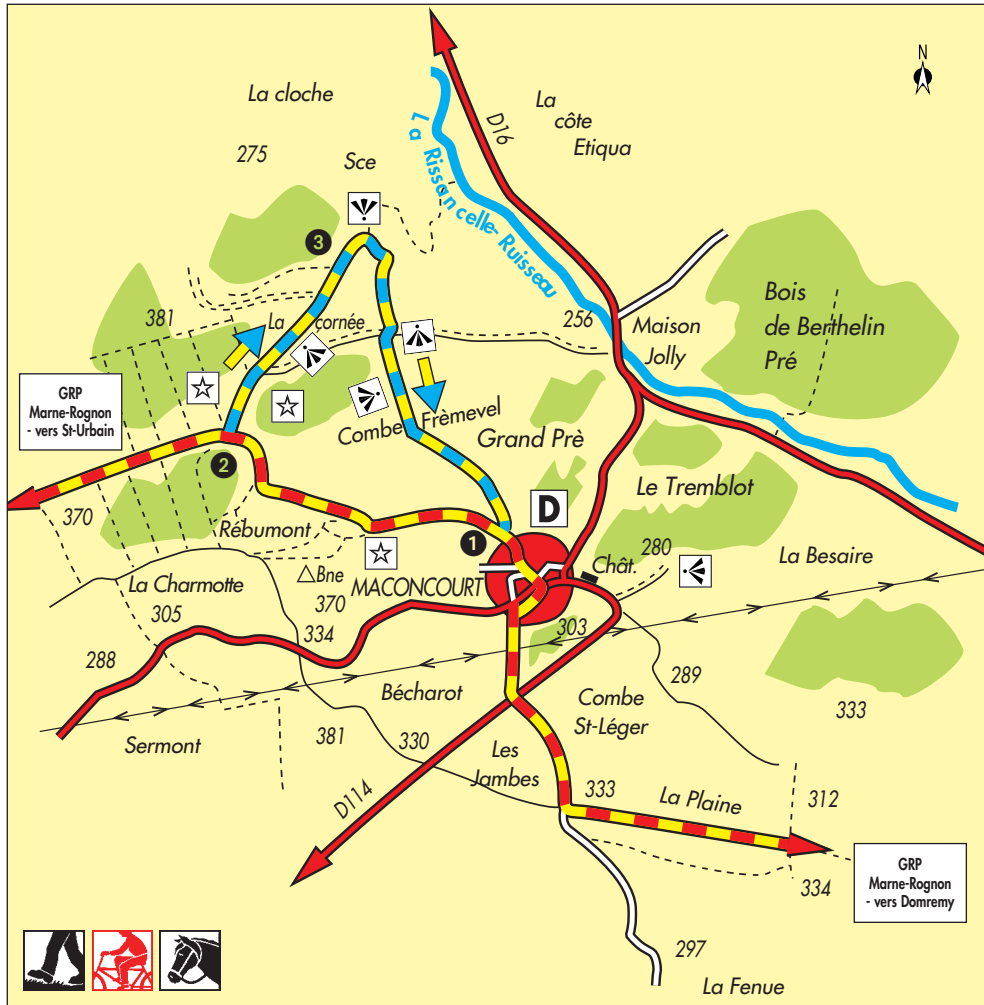 N
La cloche
La
côte
Etiqua
D16
275
Sce
La Rissancelle-Ruisseau
3
Bois
de Berthelin
Pré
381
La cornée
256
Maison
Jolly
GRP
Marne-Rognon
- vers St-Urbain
Combe Frèmevel
Grand Prè
2
370
Rébumont
D
Le Tremblot
1
280
La Besaire
Chât.
La Charmotte
Bne
370
MACONCOURT
305
334
303
288
289
Bécharot
Combe
St-Léger
333
Sermont
381
330
Les
Jambes
333
La Plaine
312
D114
334
GRP
Marne-Rognon
- vers Domremy
297
La Fenue